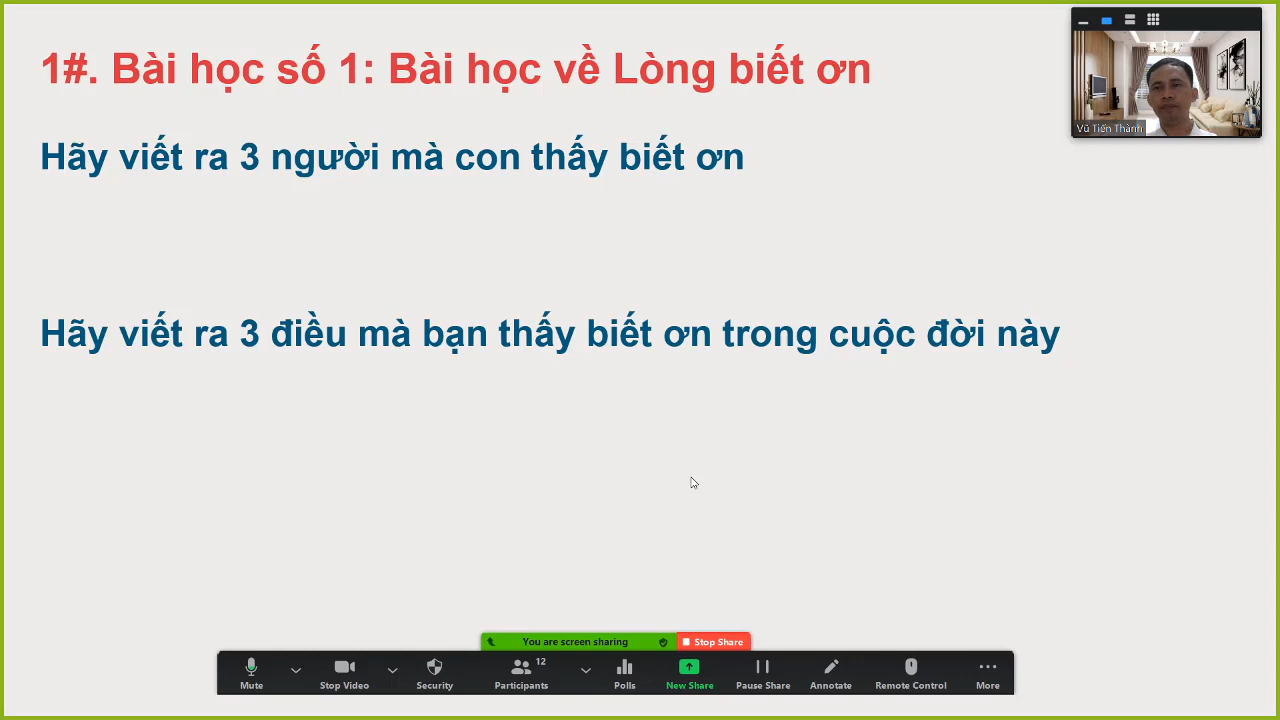 1#. Bài học số 1: Bài học về Lòng biết ơn
Vũ Tiến Thành
Hãy viết ra 3 người mà con thấy biết ơn
Hãy viết ra 3 điều mà bạn thấy biết ơn trong cuộc đời này
You are screen sharing Stop Share
12
Mute Stop Video Security Participants Polls New Share Pause Share Annotate Remote Control More